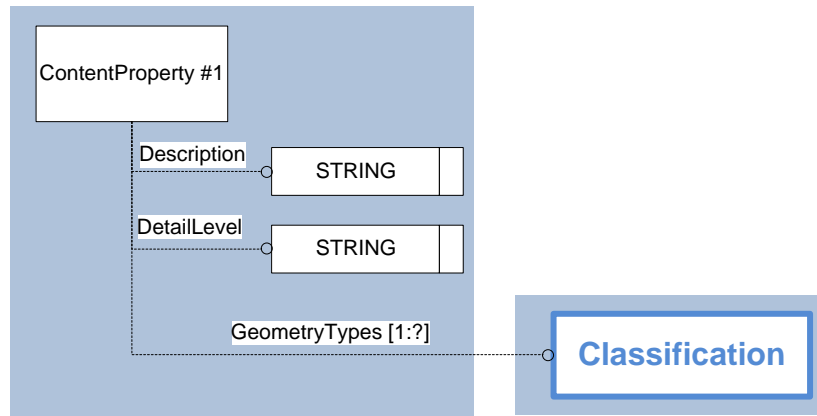 ContentProperty #1
Description
STRING
DetailLevel
STRING
GeometryTypes [1:?]
Classification